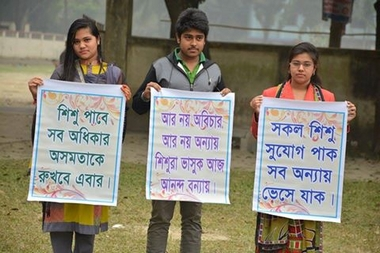 শিশু পাবে
সব অধিকার
অসমতাকে
রুখবে এবার ।
আর নয় অবিচার,
আর নয় অন্যায়
শিশুরা ভাসুক আজ
আনন্দ বন্যায় ।
সকল শিশু
সুযোগ পাক
সব অন্যায়
ভেসে যাক ।